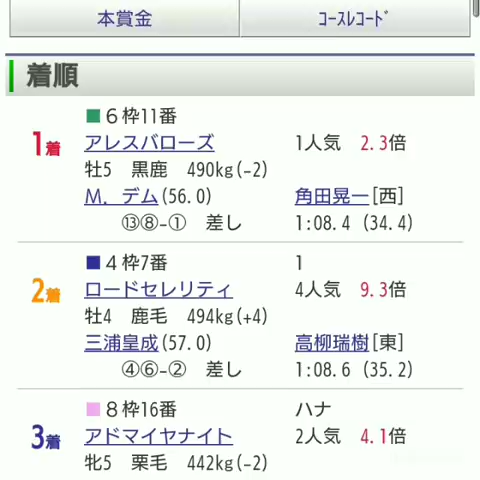 本賞金 ｺｰｽﾚｺｰﾄﾞ
着順
■６枠11番
1着 アレスバローズ 1人気 2.3倍
牡5 黒鹿 490kg(-2)
Ｍ．デム(56.0) 角田晃一[西]
⑬⑧-① 差し 1:08.4 (34.4)
■４枠7番 1
2着 ロードセレリティ 4人気 9.3倍
牡4 鹿毛 494kg(+4)
三浦皇成(57.0) 高柳瑞樹[東]
④⑥-② 差し 1:08.6 (35.2)
■８枠16番 ハナ
3着 アドマイヤナイト 2人気 4.1倍
牝5 栗毛 442kg(-2)